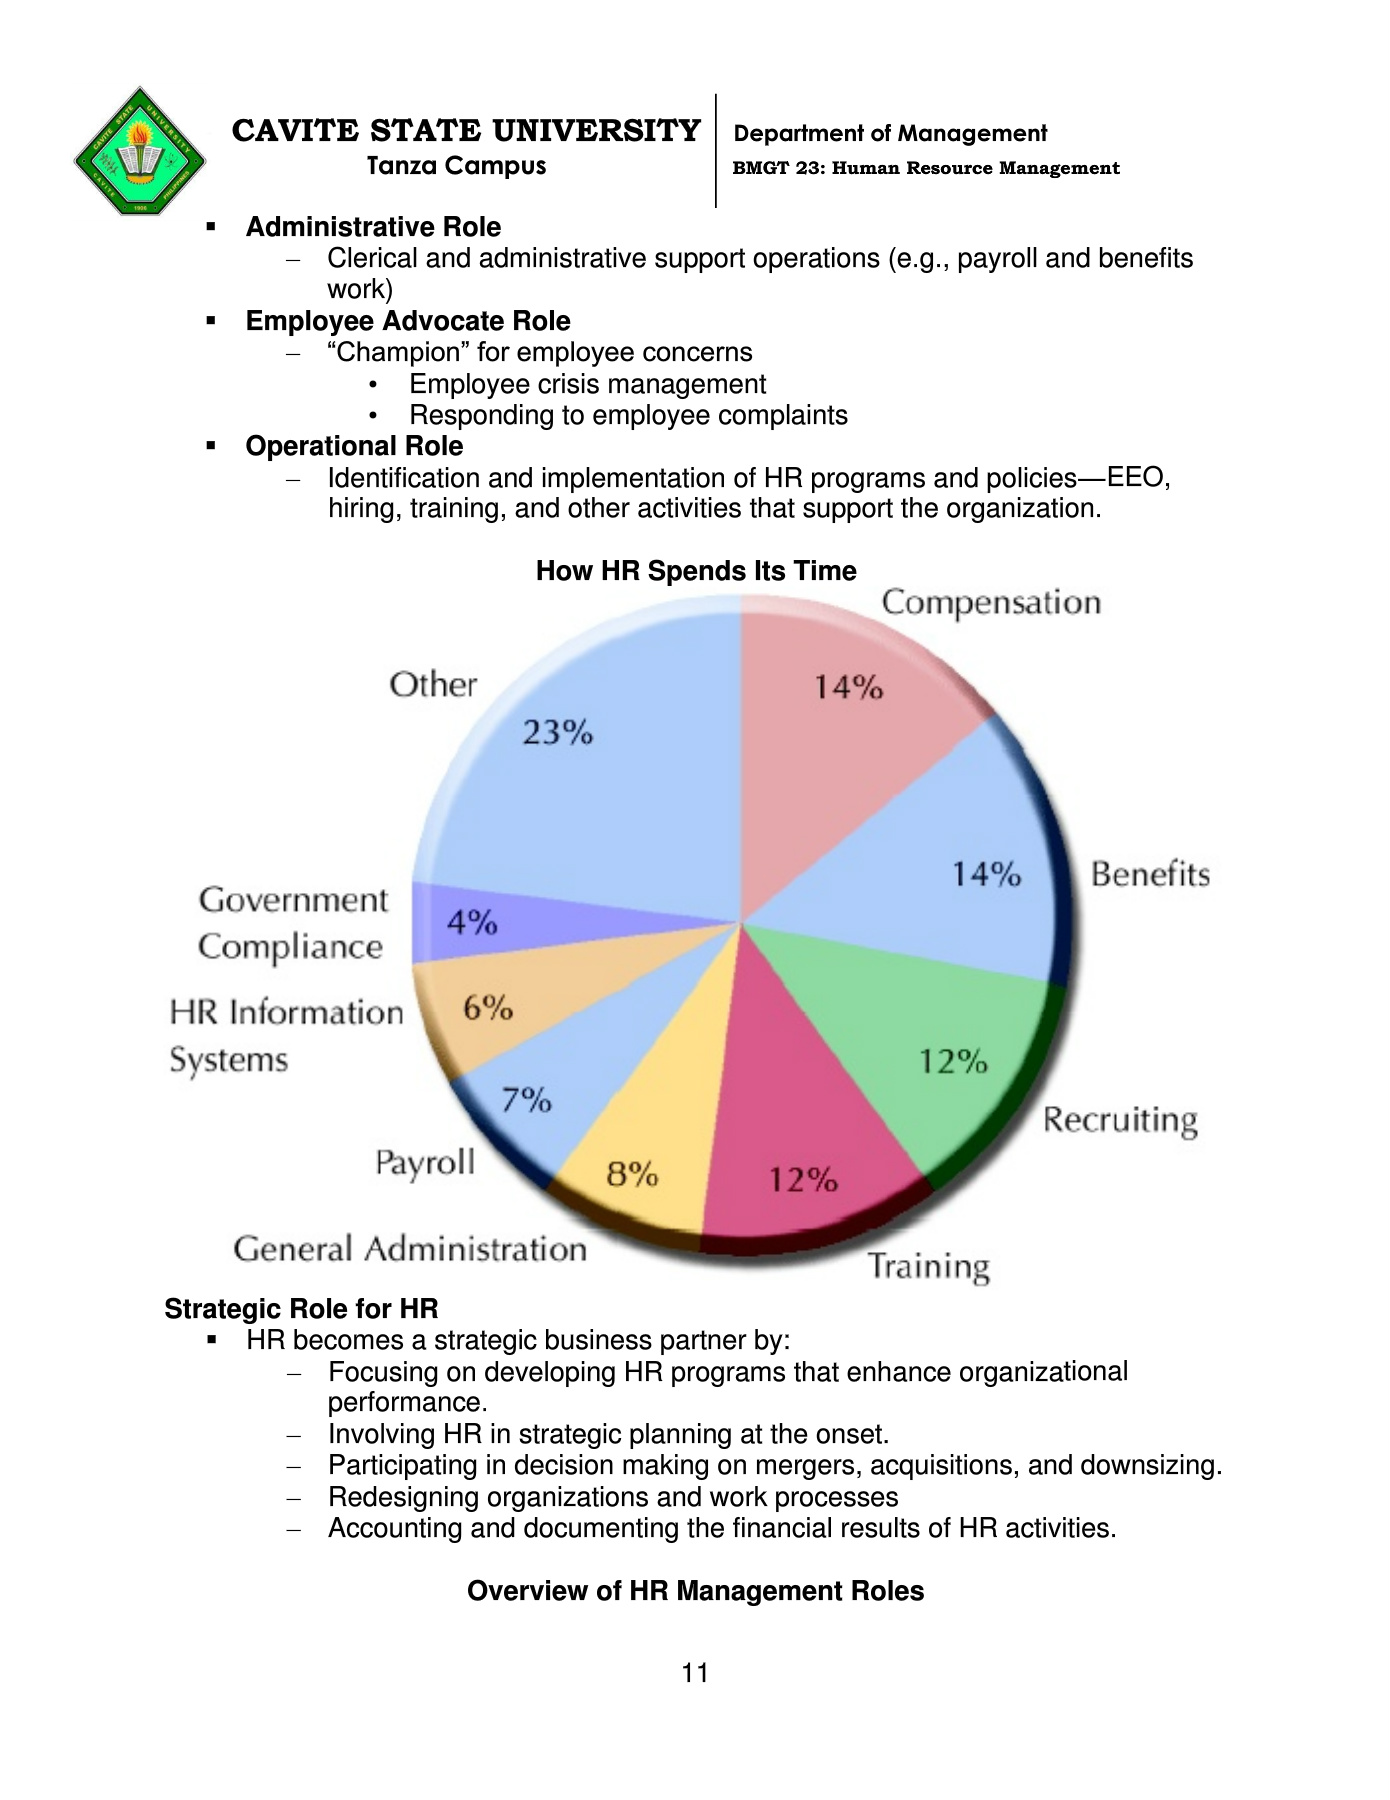 CAVITE STATE UNIVERSITY
Tanza Campus
Department of Management
BMGT 23: Human Resource Management
CAVITE STATE UNIVERSITY
CAVITE
PHILIPPINES
1906
▪ Administrative Role
– Clerical and administrative support operations (e.g., payroll and benefits
work)
▪ Employee Advocate Role
– “Champion” for employee concerns
• Employee crisis management
• Responding to employee complaints
▪ Operational Role
– Identification and implementation of HR programs and policies—EEO,
hiring, training, and other activities that support the organization.
How HR Spends Its Time
Compensation
14%
Other
23%
14%
Benefits
Government
Compliance
4%
HR Information
Systems
6%
12%
Recruiting
7%
Payroll
8%
12%
General Administration
Training
Strategic Role for HR
▪ HR becomes a strategic business partner by:
– Focusing on developing HR programs that enhance organizational
performance.
– Involving HR in strategic planning at the onset.
– Participating in decision making on mergers, acquisitions, and downsizing.
– Redesigning organizations and work processes
– Accounting and documenting the financial results of HR activities.
Overview of HR Management Roles
11